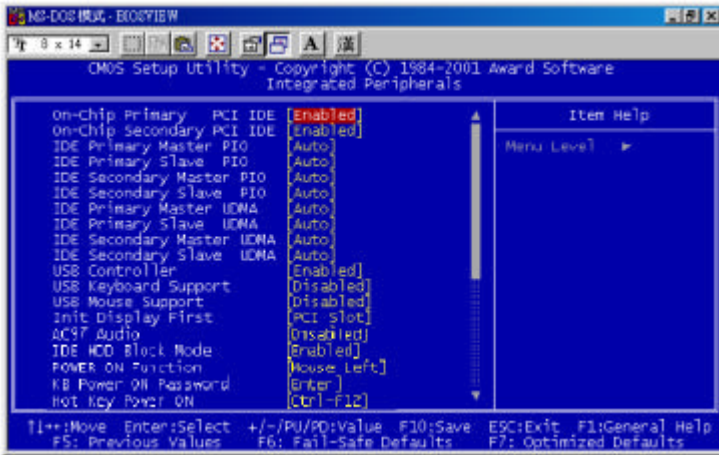 MS-DOS 模式 - BIOSVIEW
8 x 14
A 漢
CMOS Setup Utility - Copyright (C) 1984-2001 Award Software
Integrated Peripherals
On-Chip Primary PCI IDE [Enabled]
On-Chip Secondary PCI IDE [Enabled]
IDE Primary Master PIO [Auto]
IDE Primary Slave PIO [Auto]
IDE Secondary Master PIO [Auto]
IDE Secondary Slave PIO [Auto]
IDE Primary Master UDMA [Auto]
IDE Primary Slave UDMA [Auto]
IDE Secondary Master UDMA [Auto]
IDE Secondary Slave UDMA [Auto]
USB Controller [Enabled]
USB Keyboard Support [Disabled]
USB Mouse Support [Disabled]
Init Display First [PCI Slot]
AC97 Audio [Disabled]
IDE HDD Block Mode [Enabled]
POWER ON Function [Mouse Left]
KB Power ON Password [Enter]
Hot Key Power ON [Ctrl-F12]
Item Help
Menu Level ►
↑↓→←:Move Enter:Select +/-/PU/PD:Value F10:Save ESC:Exit F1:General Help
F5: Previous Values F6: Fail-Safe Defaults F7: Optimized Defaults